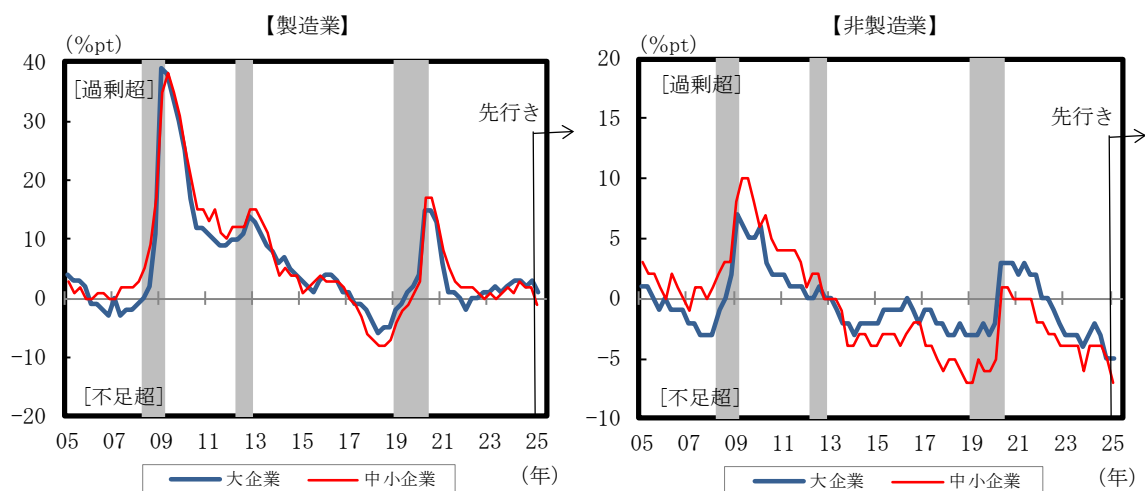 【製造業】
(%pt)
40
30
20
10
0
-10
-20
[過剰超]
[不足超]
先行き
05 07 09 11 13 15 17 19 21 23 25
(年)
大企業 中小企業
【非製造業】
(%pt)
20
15
10
5
0
-5
-10
[過剰超]
[不足超]
先行き
05 07 09 11 13 15 17 19 21 23 25
(年)
大企業 中小企業